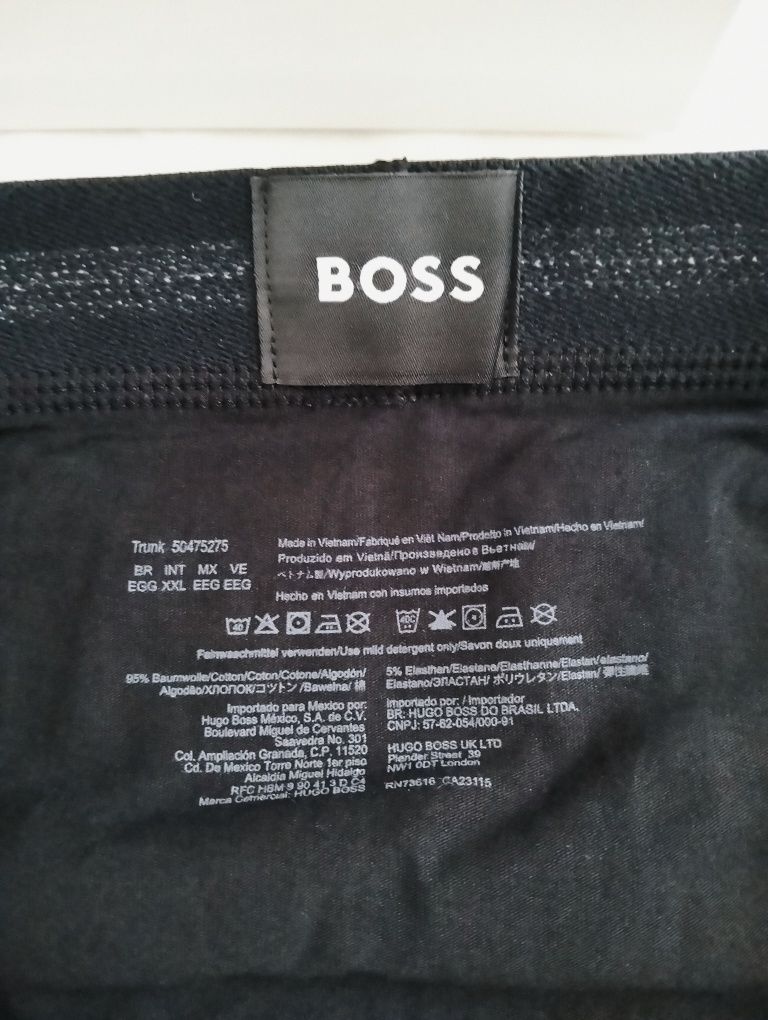 BOSS
Trunk 50475275
BR INT MX VE
EGG XXL EEG EEG
Made in Vietnam/Fabriqué en Viêt Nam/Prodotto in Vietnam/Hecho en Vietnam/
Produzido em Vietnã/Произведено в Вьетнам/
ベトナム製/Wyprodukowano w Wietnam/越南产地
Hecho en Vietnam con insumos importados
40
40C
Feinwaschmittel verwenden/Use mild detergent only/Savon doux uniquement
95% Baumwolle/Cotton/Coton/Cotone/Algodón/
Algodão/ХЛОПОК/コットン/Bawełna/ 棉
5% Elasthan/Elastane/Elasthanne/Elastan/elastano/
Elastano/ЭЛАСТАН/ ポリウレタン/Elastan/ 弹性纤维
Importado para Mexico por:
Hugo Boss México, S.A. de C.V.
Boulevard Miguel de Cervantes
Saavedra No. 301
Col. Ampliación Granada, C.P. 11520
Cd. De Mexico Torre Norte 1er piso
Alcaldia Miguel Hidalgo
RFC HBM 9 90 41 3 D C4
Marca Comercial: HUGO BOSS
Importado por: / Importador
BR: HUGO BOSS DO BRASIL LTDA,
CNPJ: 57-62-054/000-91
HUGO BOSS UK LTD
Plender Street 39
NW1 0DT London
RN73616 CA23115